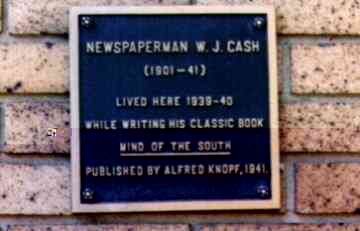 NEWSPAPERMAN W. J. CASH
(1901-41)
LIVED HERE 1939-40
WHILE WRITING HIS CLASSIC BOOK
MIND OF THE SOUTH
PUBLISHED BY ALFRED KNOPF, 1941.